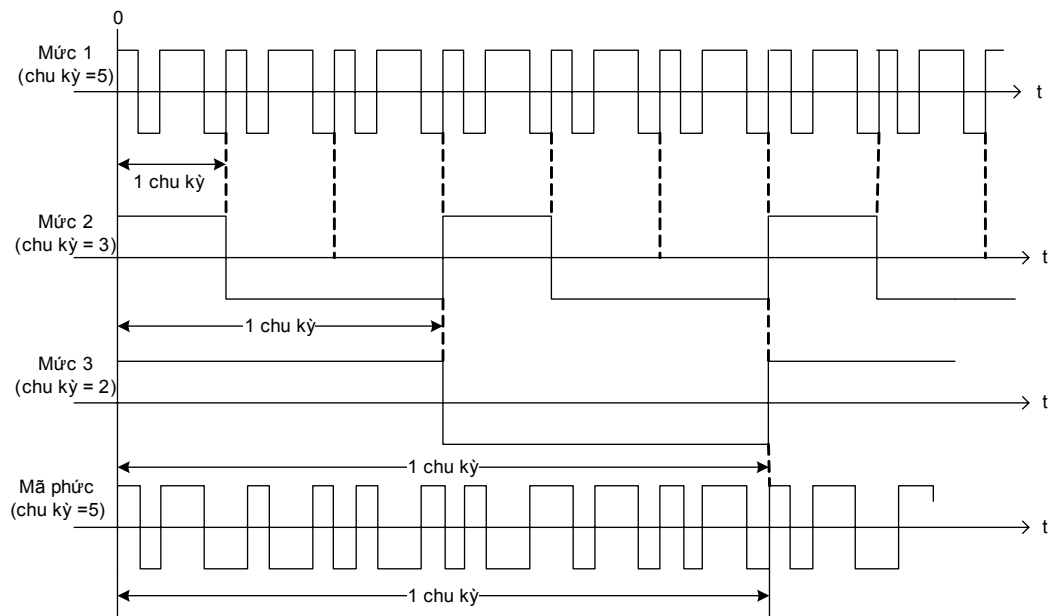 0
Mức 1
(chu kỳ =5)
t
1 chu kỳ
Mức 2
(chu kỳ = 3)
t
1 chu kỳ
Mức 3
(chu kỳ = 2)
t
1 chu kỳ
Mã phức
(chu kỳ =5)
t
1 chu kỳ